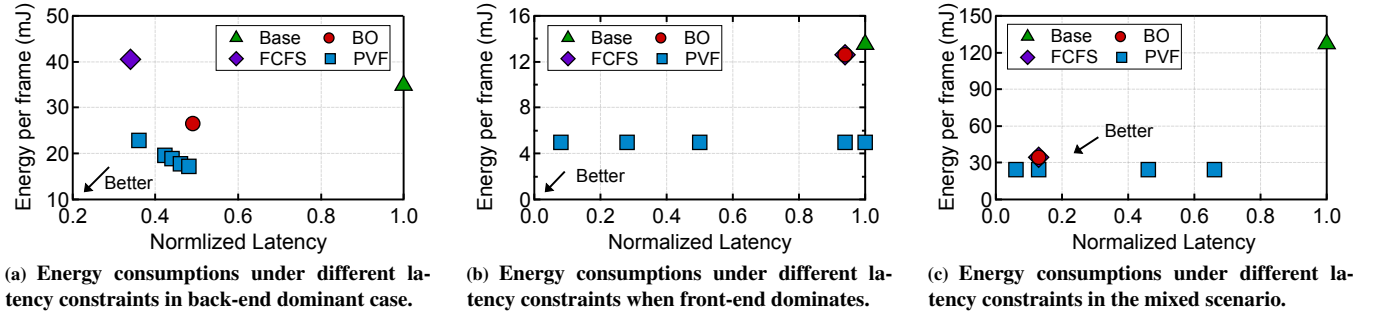 Energy per frame (mJ)
50
40
30
20
10
Base
BO
FCFS
PVF
Better
0.2
0.4
0.6
0.8
1.0
Normlized Latency
(a) Energy consumptions under different la-
tency constraints in back-end dominant case.
Energy per frame (mJ)
16
12
8
4
0
Base
BO
FCFS
PVF
Better
0.0
0.2
0.4
0.6
0.8
1.0
Normalized Latency
(b) Energy consumptions under different la-
tency constraints when front-end dominates.
Energy per frame (mJ)
150
120
90
60
30
0
Base
BO
FCFS
PVF
Better
0.0
0.2
0.4
0.6
0.8
1.0
Normalized Latency
(c) Energy consumptions under different la-
tency constraints in the mixed scenario.